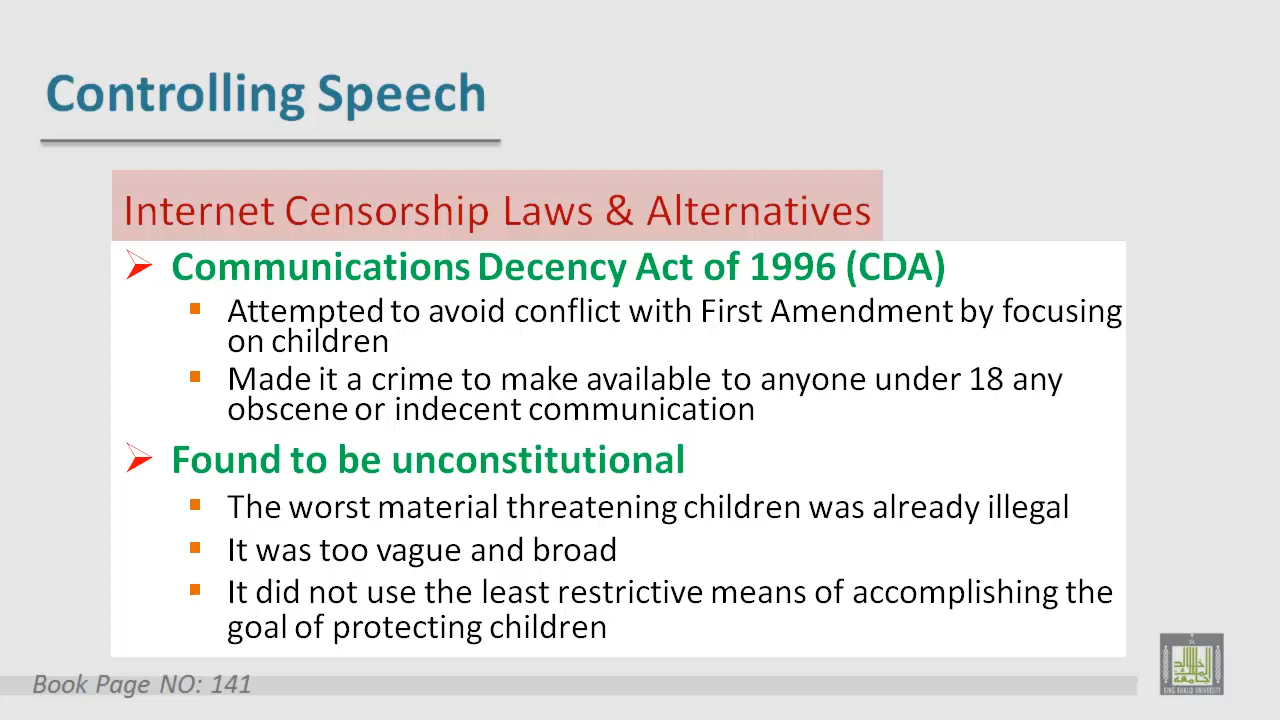 Controlling Speech
Internet Censorship Laws & Alternatives
Communications Decency Act of 1996 (CDA)
Attempted to avoid conflict with First Amendment by focusing
on children
Made it a crime to make available to anyone under 18 any
obscene or indecent communication
Found to be unconstitutional
The worst material threatening children was already illegal
It was too vague and broad
It did not use the least restrictive means of accomplishing the
goal of protecting children
Book Page NO: 141
KING KHALID UNIVERSITY